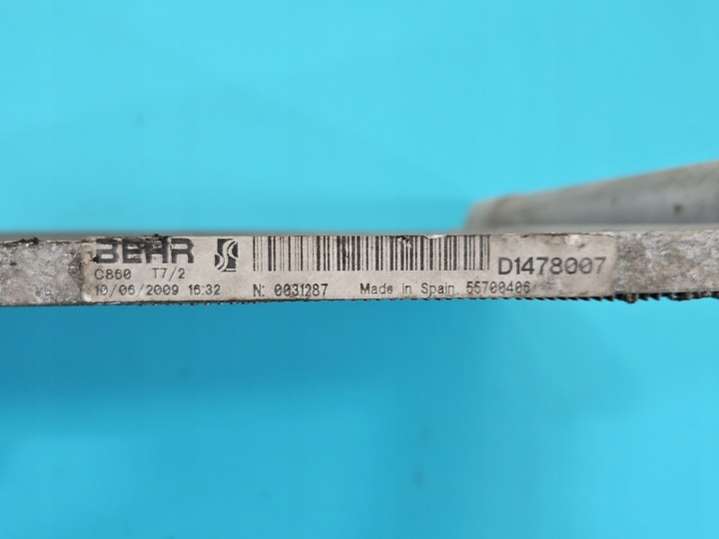 BEHR
D1478007
C860 T7/2
10/06/2009 16:32 N: 0031287 Made in Spain 55700406